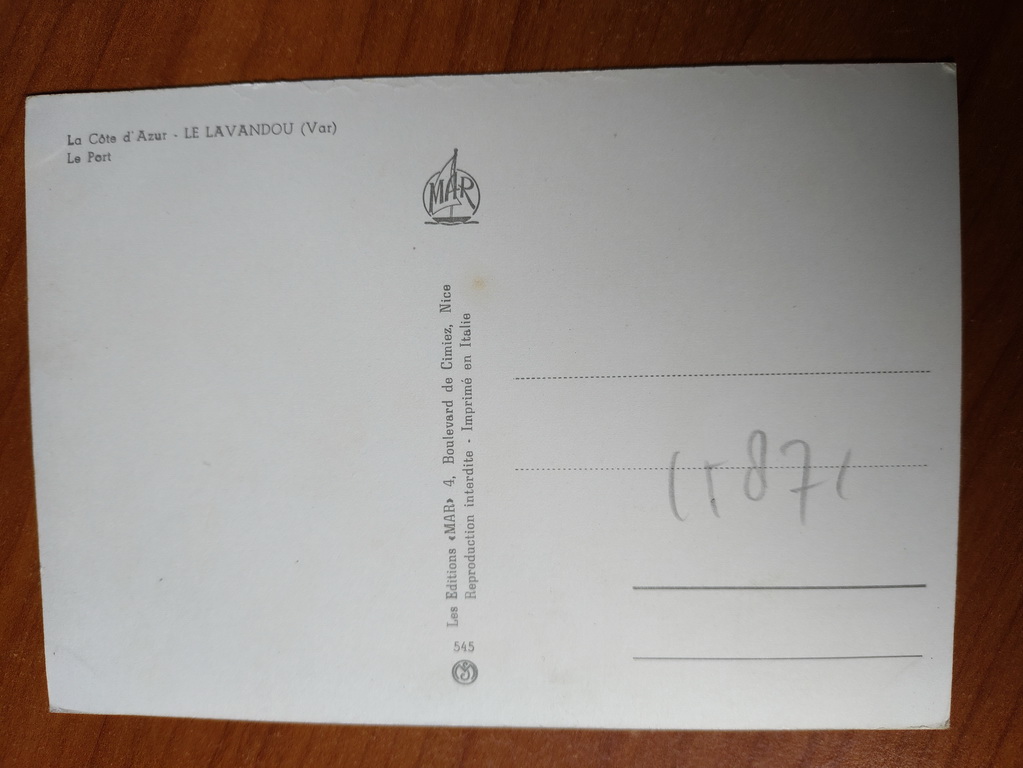 La Côte d'Azur - LE LAVANDOU (Var)
Le Port
MAR
Les Editions «MAR» 4, Boulevard de Cimiez, Nice
Reproduction interdite - Imprimé en Italie
545